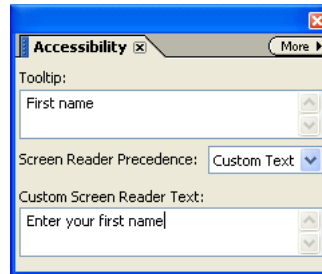 Accessibility
More
Tooltip:
First name
Screen Reader Precedence: Custom Text
Custom Screen Reader Text:
Enter your first name